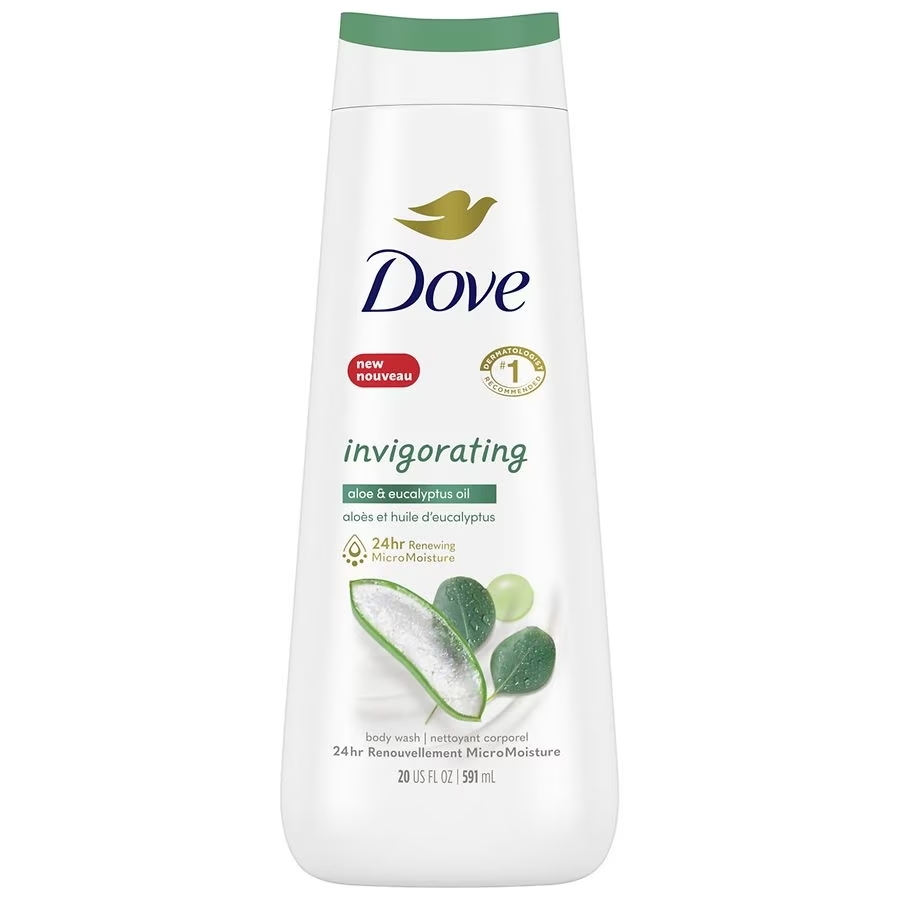 Dove
new
nouveau
DERMATOLOGIST
#1
RECOMMENDED
invigorating
aloe & eucalyptus oil
aloès et huile d'eucalyptus
24hr Renewing
MicroMoisture
body wash | nettoyant corporel
24hr Renouvellement MicroMoisture
20 US FL OZ | 591 mL